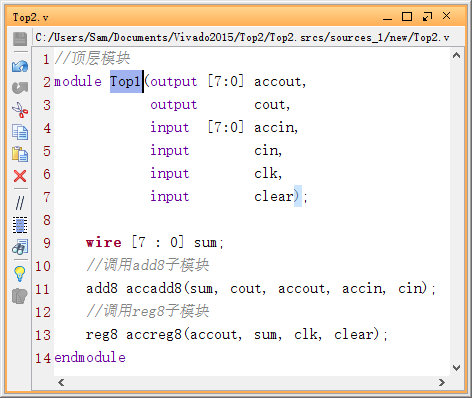 Top2.v
C:/Users/Sam/Documents/Vivado2015/Top2/Top2.srcs/sources_1/new/Top2.v
1 //顶层模块
2 module Top1(output [7:0] accout,
3 output cout,
4 input [7:0] accin,
5 input cin,
6 input clk,
7 input clear);
8
9 wire [7 : 0] sum;
10 //调用add8子模块
11 add8 accadd8(sum, cout, accout, accin, cin);
12 //调用reg8子模块
13 reg8 accreg8(accout, sum, clk, clear);
14 endmodule